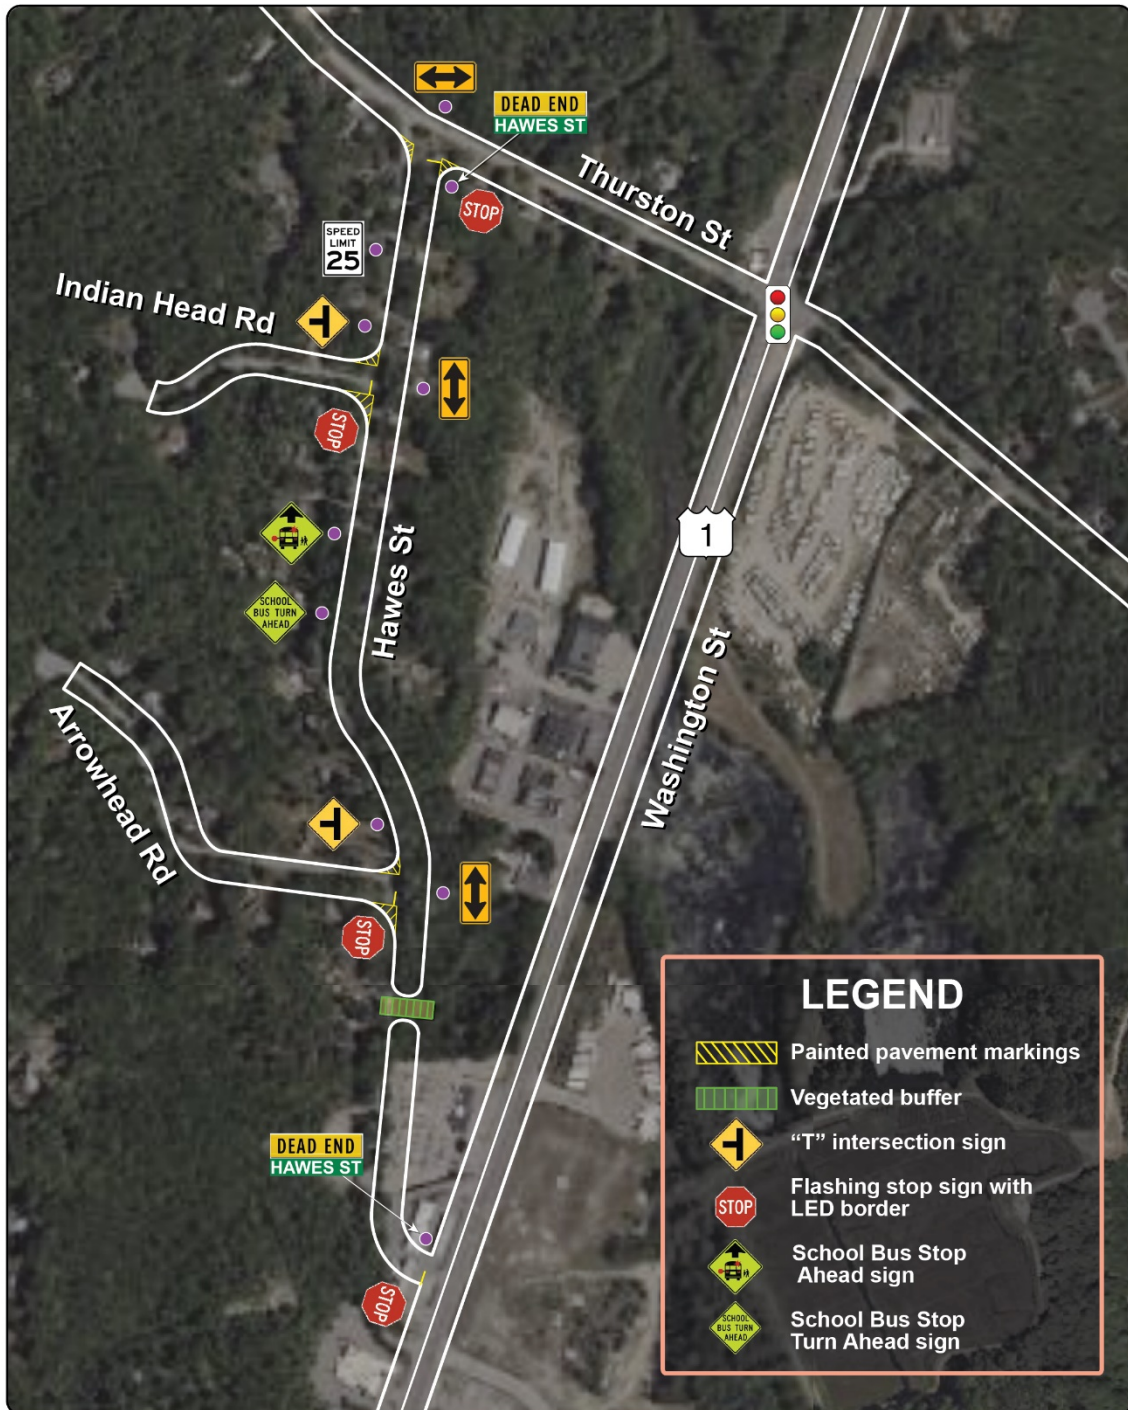 DEAD END
HAWES ST
STOP
Thurston St
SPEED
LIMIT
25
Indian Head Rd
STOP
1
Hawes St
SCHOOL
BUS TURN
AHEAD
Washington St
Arrowhead Rd
STOP
DEAD END
HAWES ST
STOP
LEGEND
Painted pavement markings
Vegetated buffer
“T” intersection sign
STOP
Flashing stop sign with
LED border
School Bus Stop
Ahead sign
SCHOOL
BUS TURN
AHEAD
School Bus Stop
Turn Ahead sign